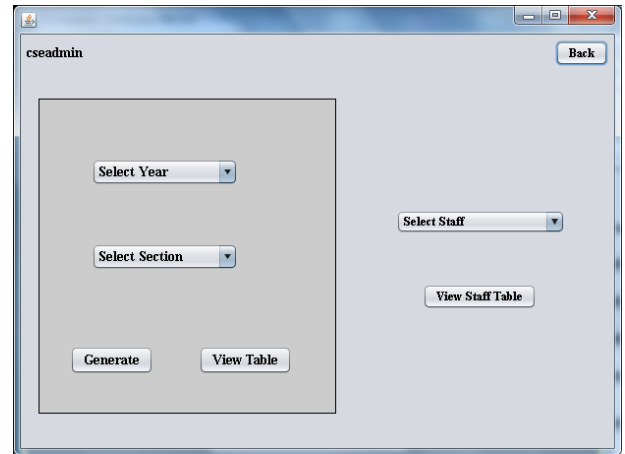 cseadmin
Back
Select Year
Select Section
Generate
View Table
Select Staff
View Staff Table